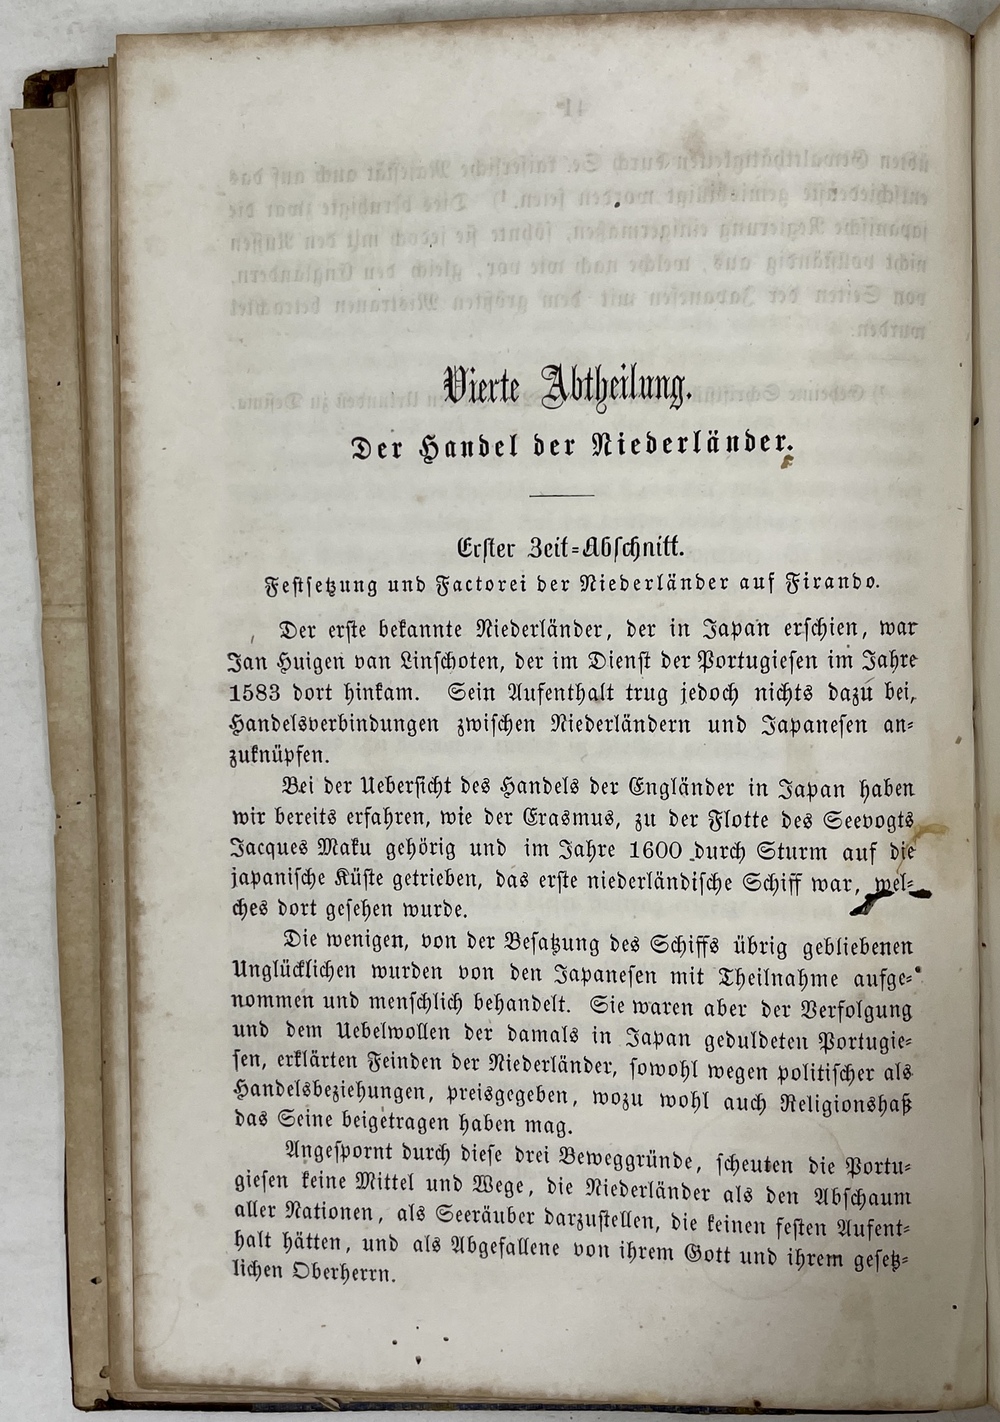 Vierte Abtheilung.
Der Handel der Niederländer.
Erster Zeit-Abschnitt.
Festsetzung und Factorei der Niederländer auf Firando.
Der erste bekannte Niederländer, der in Japan erschien, war
Jan Huigen van Linschoten, der im Dienst der Portugiesen im Jahre
1583 dort hinkam. Sein Aufenthalt trug jedoch nichts dazu bei,
Handelsverbindungen zwischen Niederländern und Japanesen an-
zuknüpfen.
Bei der Uebersicht des Handels der Engländer in Japan haben
wir bereits erfahren, wie der Erasmus, zu der Flotte des Seevogts
Jacques Maku gehörig und im Jahre 1600 durch Sturm auf die
japanische Küste getrieben, das erste niederländische Schiff war, wel-
ches dort gesehen wurde.
Die wenigen, von der Besatzung des Schiffs übrig gebliebenen
Unglücklichen wurden von den Japanesen mit Theilnahme aufge-
nommen und menschlich behandelt. Sie waren aber der Verfolgung
und dem Uebelwollen der damals in Japan geduldeten Portugie-
sen, erklärten Feinden der Niederländer, sowohl wegen politischer als
Handelsbeziehungen, preisgegeben, wozu wohl auch Religionshaß
das Seine beigetragen haben mag.
Angespornt durch diese drei Beweggründe, scheuten die Portu-
giesen keine Mittel und Wege, die Niederländer als den Abschaum
aller Nationen, als Seeräuber darzustellen, die keinen festen Aufent-
halt hätten, und als Abgefallene von ihrem Gott und ihrem gesetz-
lichen Oberherrn.